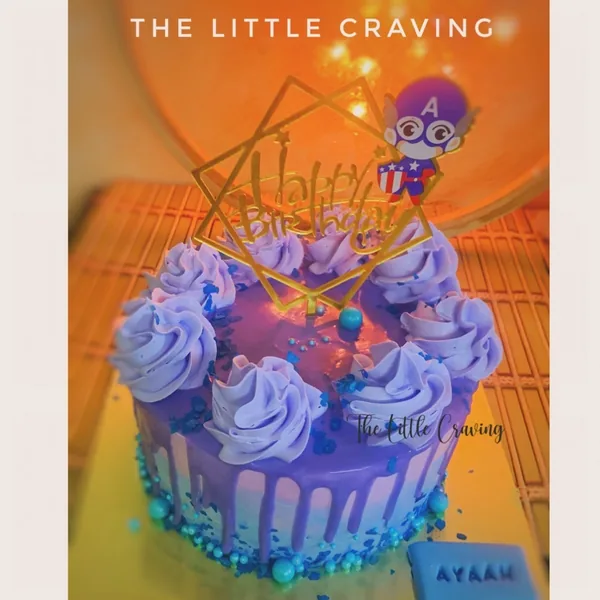 THE LITTLE CRAVING
A
Happy
Birthday
The Little Craving
AYAAN